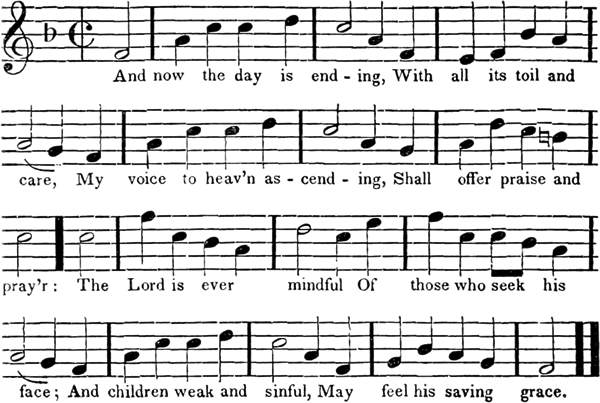 And now the day is end - ing, With all its toil and
care, My voice to heav'n as - cend - ing, Shall offer praise and
pray'r: The Lord is ever mindful Of those who seek his
face; And children weak and sinful, May feel his saving grace.